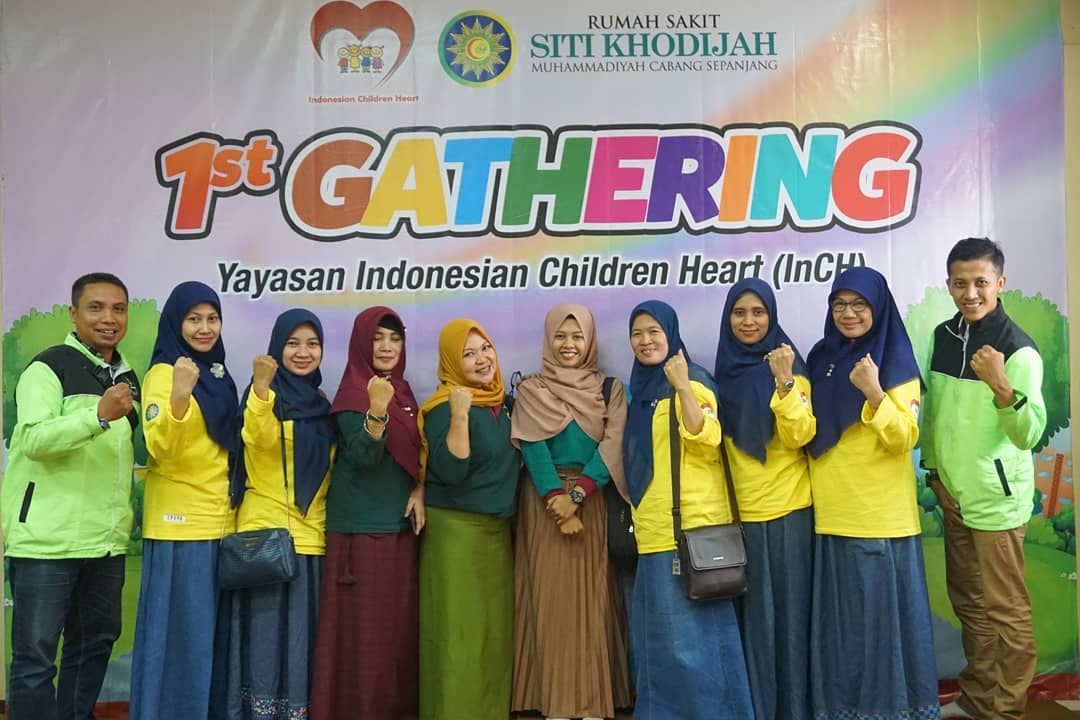 Indonesian Children Heart
RUMAH SAKIT
SITI KHODIJAH
MUHAMMADIYAH CABANG SEPANJANG
1st GATHERING
Yayasan Indonesian Children Heart (InCH)